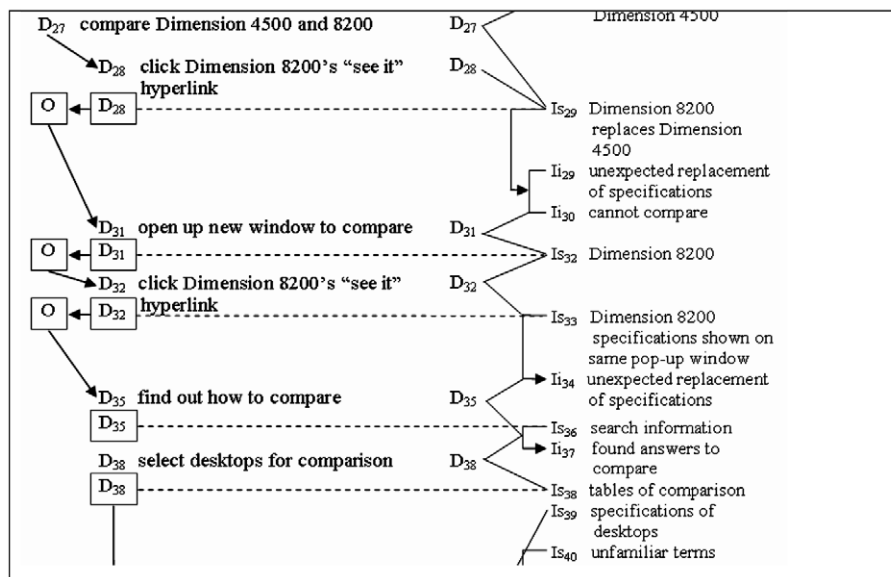 Dimension 4500
D27 compare Dimension 4500 and 8200 D27
D28 click Dimension 8200's “see it” D28
hyperlink
O D28 Is29 Dimension 8200
replaces Dimension
4500
Ii29 unexpected replacement
of specifications
Ii30 cannot compare
D31 open up new window to compare D31
O D31 Is32 Dimension 8200
D32 click Dimension 8200's “see it” D32
hyperlink
O D32 Is33 Dimension 8200
specifications shown on
same pop-up window
Ii34 unexpected replacement
of specifications
D35 find out how to compare D35
D35 Is36 search information
Ii37 found answers to
compare
D38 select desktops for comparison D38
D38 Is38 tables of comparison
Is39 specifications of
desktops
Is40 unfamiliar terms